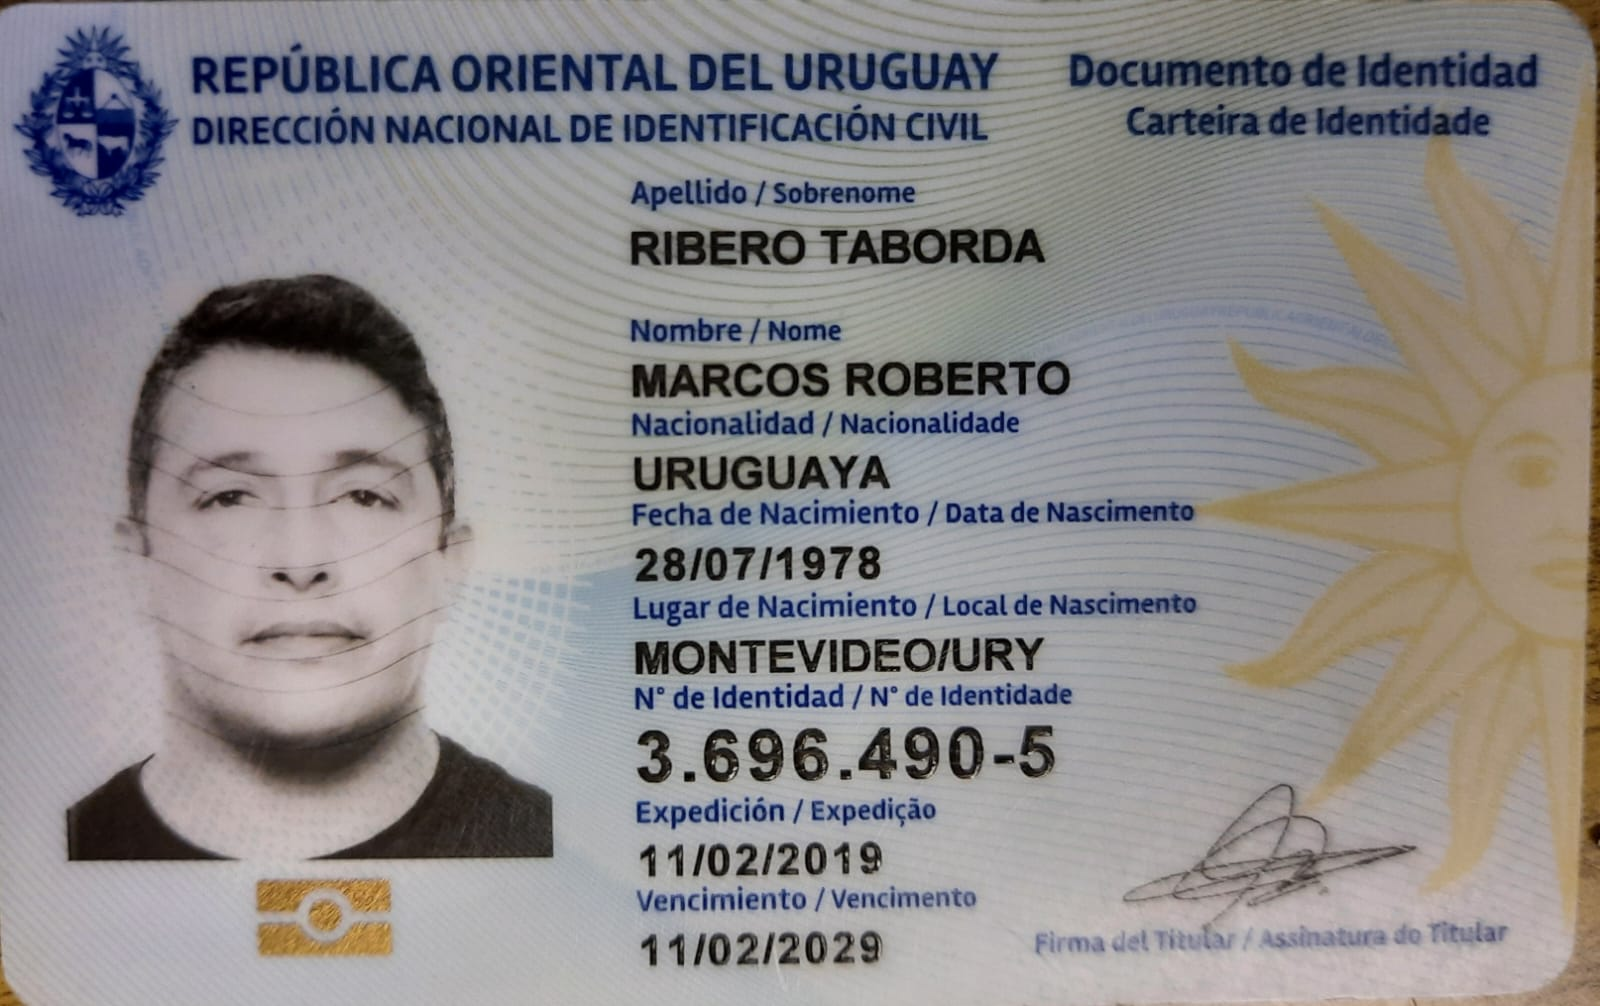 REPÚBLICA ORIENTAL DEL URUGUAY
DIRECCIÓN NACIONAL DE IDENTIFICACIÓN CIVIL
Documento de Identidad
Carteira de Identidade
Apellido / Sobrenome
RIBERO TABORDA
Nombre / Nome
MARCOS ROBERTO
Nacionalidad / Nacionalidade
URUGUAYA
Fecha de Nacimiento / Data de Nascimento
28/07/1978
Lugar de Nacimiento / Local de Nascimento
MONTEVIDEO/URY
N° de Identidad / N° de Identidade
3.696.490-5
Expedición / Expedição
11/02/2019
Vencimiento / Vencimento
11/02/2029
Firma del Titular / Assinatura do Titular